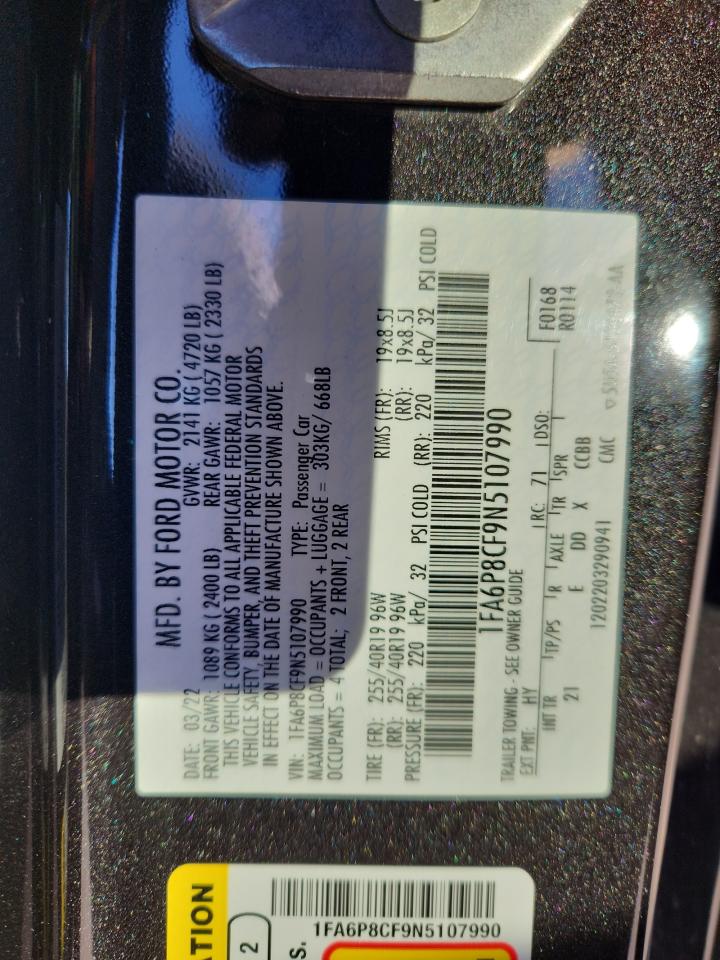 MFD. BY FORD MOTOR CO.
DATE: 03/22 GVWR: 2141 KG ( 4720 LB)
FRONT GAWR: 1089 KG ( 2400 LB) REAR GAWR: 1057 KG ( 2330 LB)
THIS VEHICLE CONFORMS TO ALL APPLICABLE FEDERAL MOTOR
VEHICLE SAFETY, BUMPER, AND THEFT PREVENTION STANDARDS
IN EFFECT ON THE DATE OF MANUFACTURE SHOWN ABOVE.
VIN: 1FA6P8CF9N5107990 TYPE: Passenger Car
MAXIMUM LOAD = OCCUPANTS + LUGGAGE = 303KG/ 668LB
OCCUPANTS = 4 TOTAL; 2 FRONT, 2 REAR
TIRE (FR): 255/40R19 96W RIMS (FR): 19x8.5J
(RR): 255/40R19 96W (RR): 19x8.5J
PRESSURE (FR): 220 kPa/ 32 PSI COLD (RR): 220 kPa/ 32 PSI COLD
1FA6P8CF9N5107990
TRAILER TOWING - SEE OWNER GUIDE
EXT PNT: HY RC: 71 DSO:
F0168
R0114
INT TR TP/PS R AXLE TR SPR
21 E DD X CCBB
CMC
1202203290941
ATION
2
S.
1FA6P8CF9N5107990